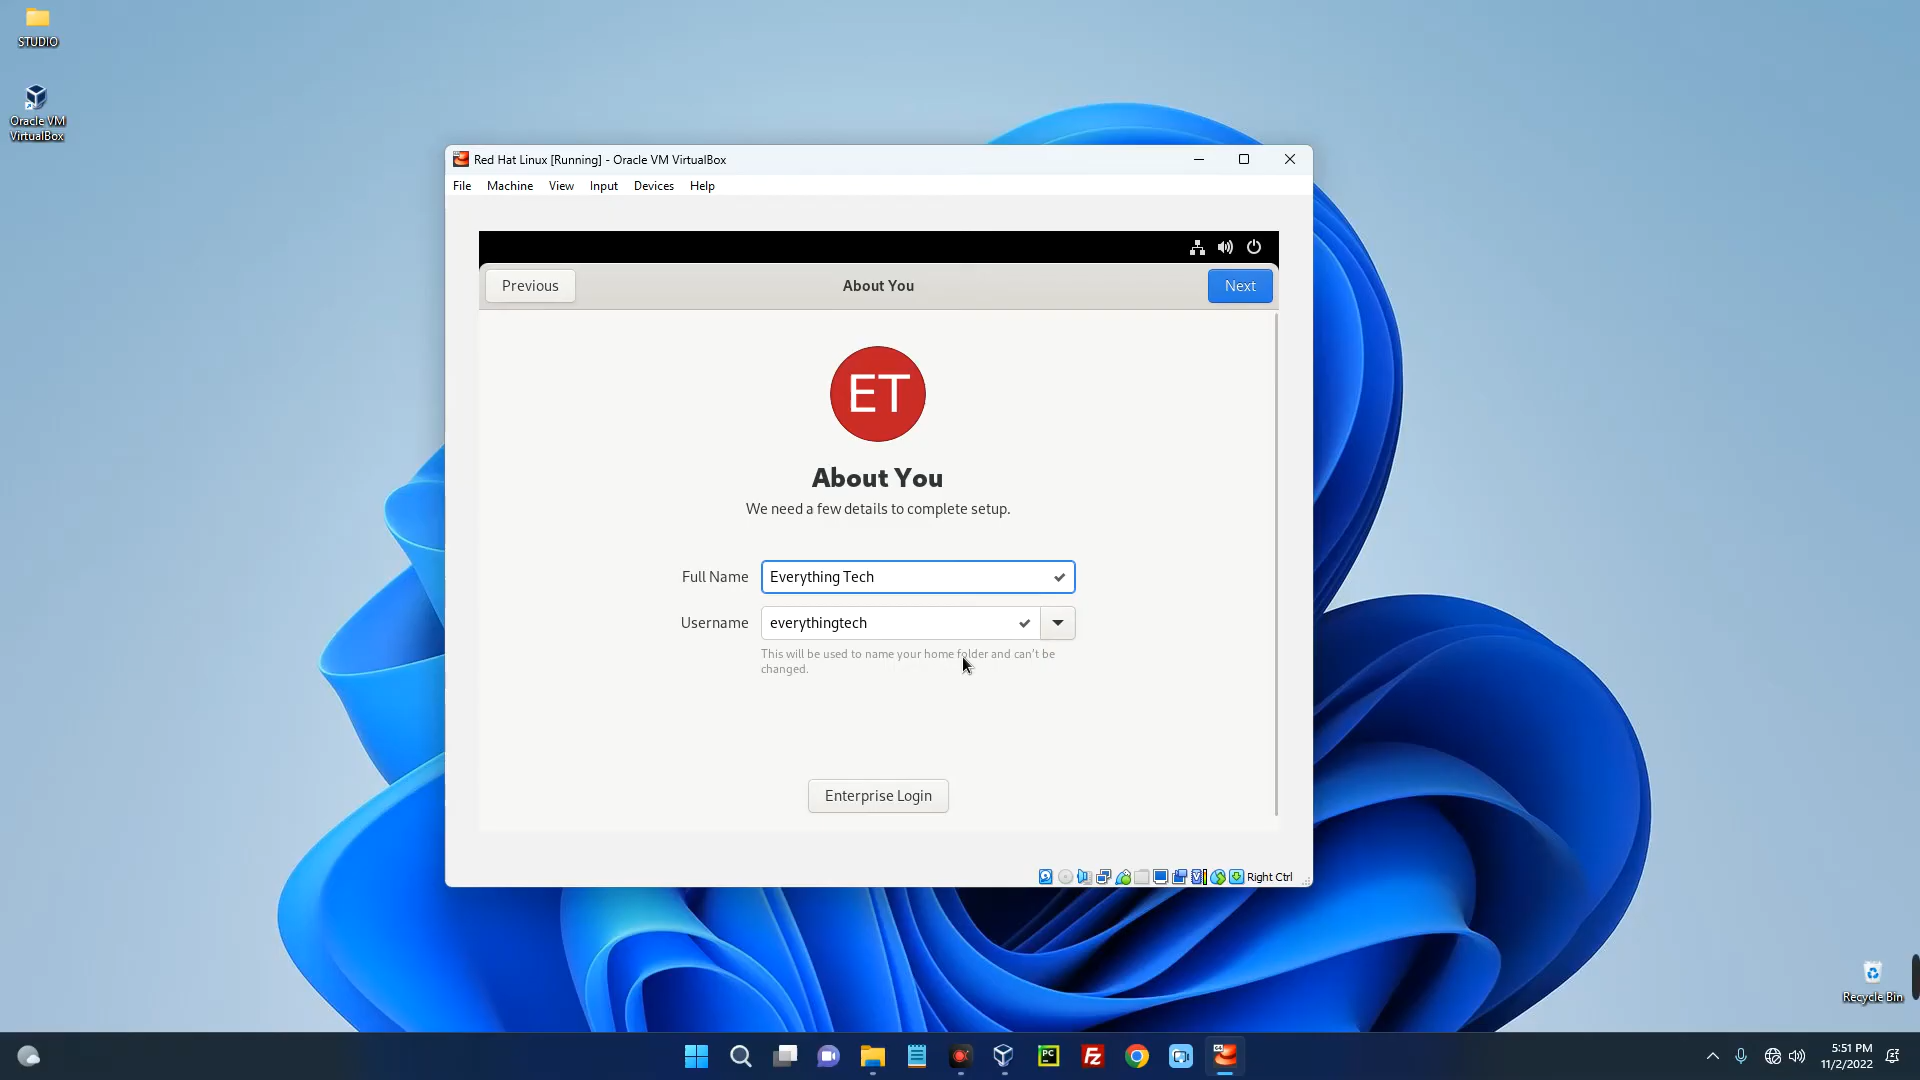 STUDIO
Oracle VM
VirtualBox
Red Hat Linux [Running] - Oracle VM VirtualBox
File Machine View Input Devices Help
Previous
About You
Next
ET
About You
We need a few details to complete setup.
Full Name Everything Tech
Username everythingtech
This will be used to name your home folder and can't be
changed.
Enterprise Login
Right Ctrl
Recycle Bin
PC
FZ
5:51 PM
11/2/2022